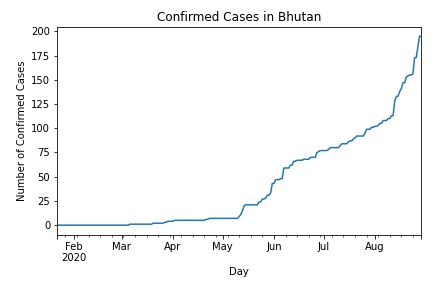 Confirmed Cases in Bhutan
Number of Confirmed Cases
200
175
150
125
100
75
50
25
0
Feb Mar Apr May Jun Jul Aug
2020
Day